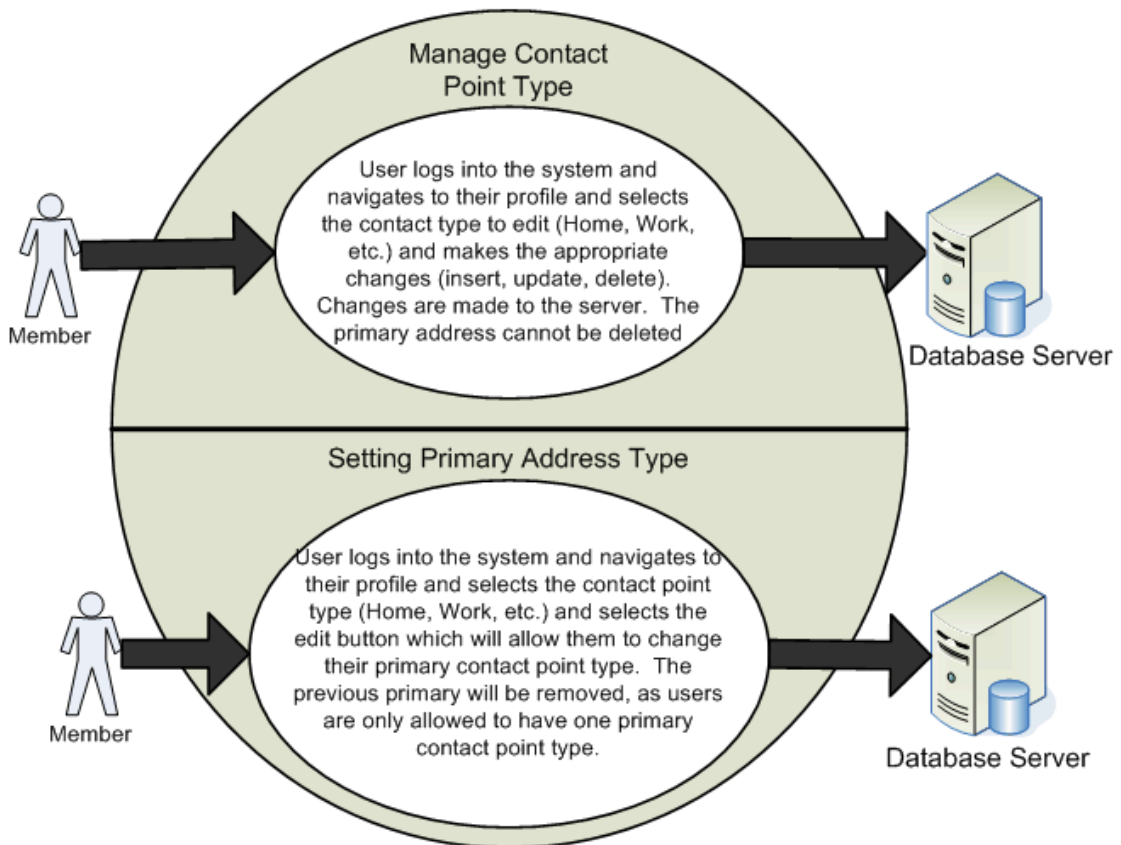 Manage Contact
Point Type
User logs into the system and
navigates to their profile and selects
the contact type to edit (Home, Work,
etc.) and makes the appropriate
changes (insert, update, delete).
Changes are made to the server.  The
primary address cannot be deleted
Member
Database Server
Setting Primary Address Type
User logs into the system and navigates to
their profile and selects the contact point
type (Home, Work, etc.) and selects the
edit button which will allow them to change
their primary contact point type.  The
previous primary will be removed, as users
are only allowed to have one primary
contact point type.
Member
Database Server